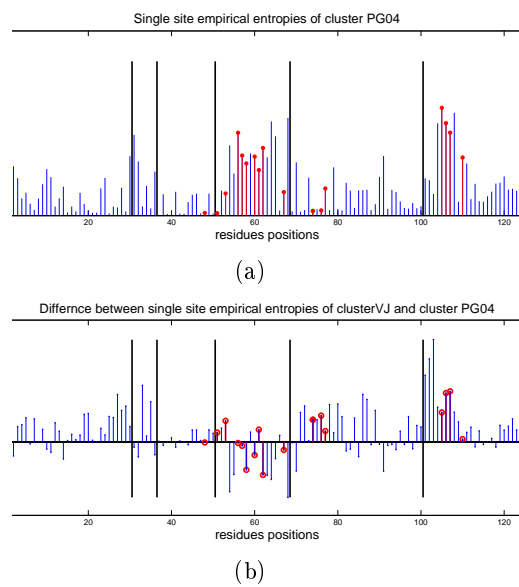 Single site empirical entropies of cluster PG04
20 40 60 80 100 120
residues positions
(a)
Differnce between single site empirical entropies of clusterVJ and cluster PG04
20 40 60 80 100 120
residues positions
(b)